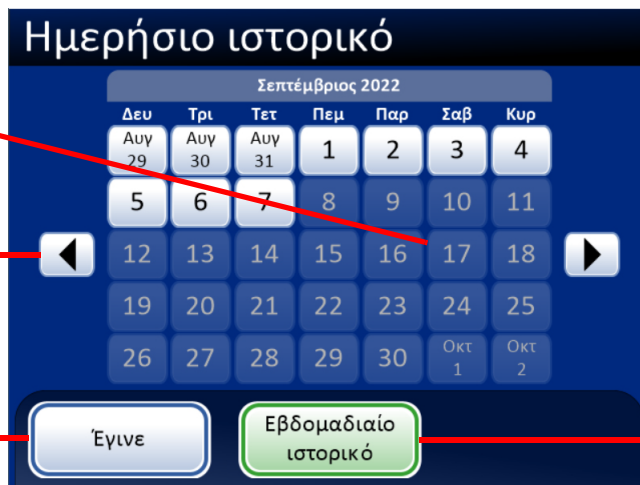 Ημερήσιο ιστορικό
Σεπτέμβριος 2022
Δευ Τρι Τετ Πεμ Παρ Σαβ Κυρ
Αυγ 29 Αυγ 30 Αυγ 31 1 2 3 4
5 6 7 8 9 10 11
12 13 14 15 16 17 18
19 20 21 22 23 24 25
26 27 28 29 30 Οκτ 1 Οκτ 2
Έγινε
Εβδομαδιαίο
ιστορικό